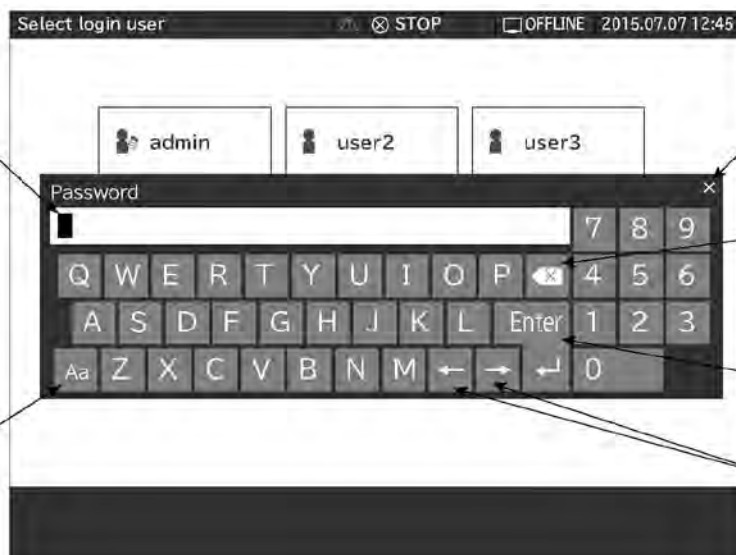 Select login user ⊗ STOP OFFLINE 2015.07.07 12:45
admin user2 user3
Password ×
7 8 9
Q W E R T Y U I O P 4 5 6
A S D F G H J K L Enter 1 2 3
Aa Z X C V B N M ← → ↵ 0